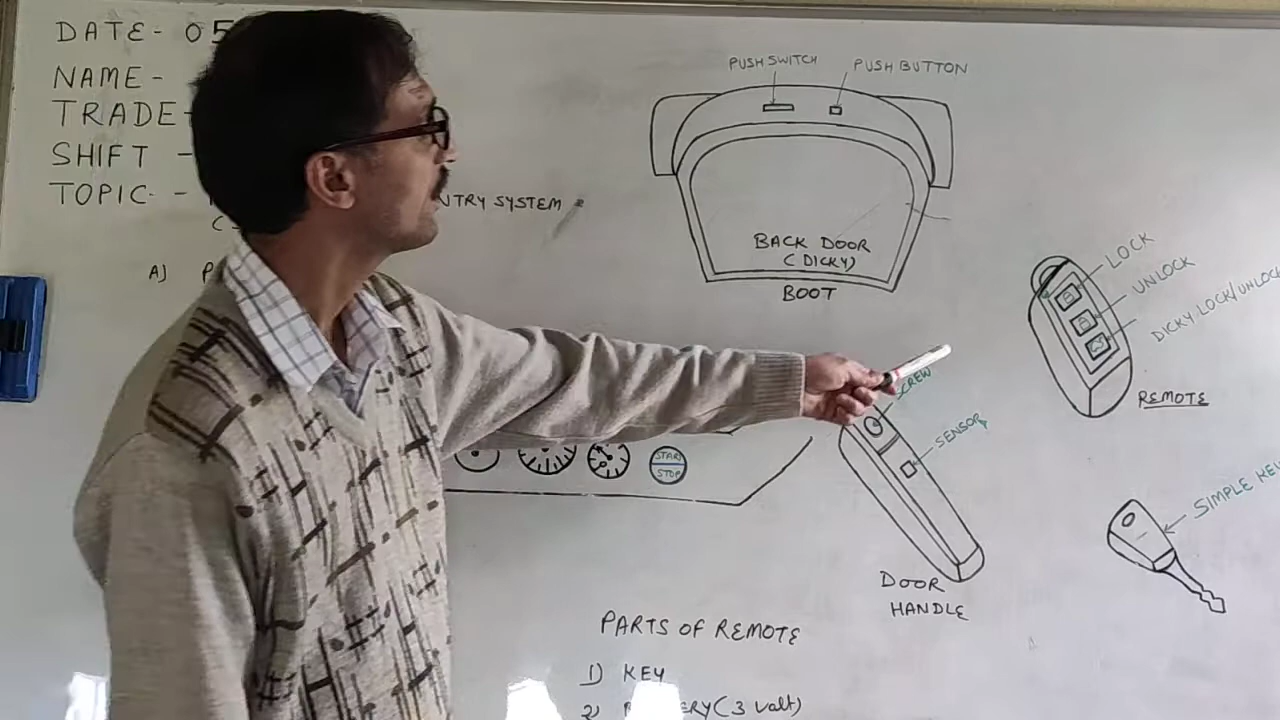 DATE- 05
NAME-
TRADE-
SHIFT -
TOPIC- -
NTRY SYSTEM
A) P
PUSH SWITCH
PUSH BUTTON
BACK DOOR
(DICKY)
BOOT
LOCK
UNLOCK
DICKY LOCK/UNLOCK
REMOTE
SCREW
SENSOR
START
STOP
DOOR
HANDLE
SIMPLE KEY
PARTS OF REMOTE
1) KEY
2) (3 Volt)